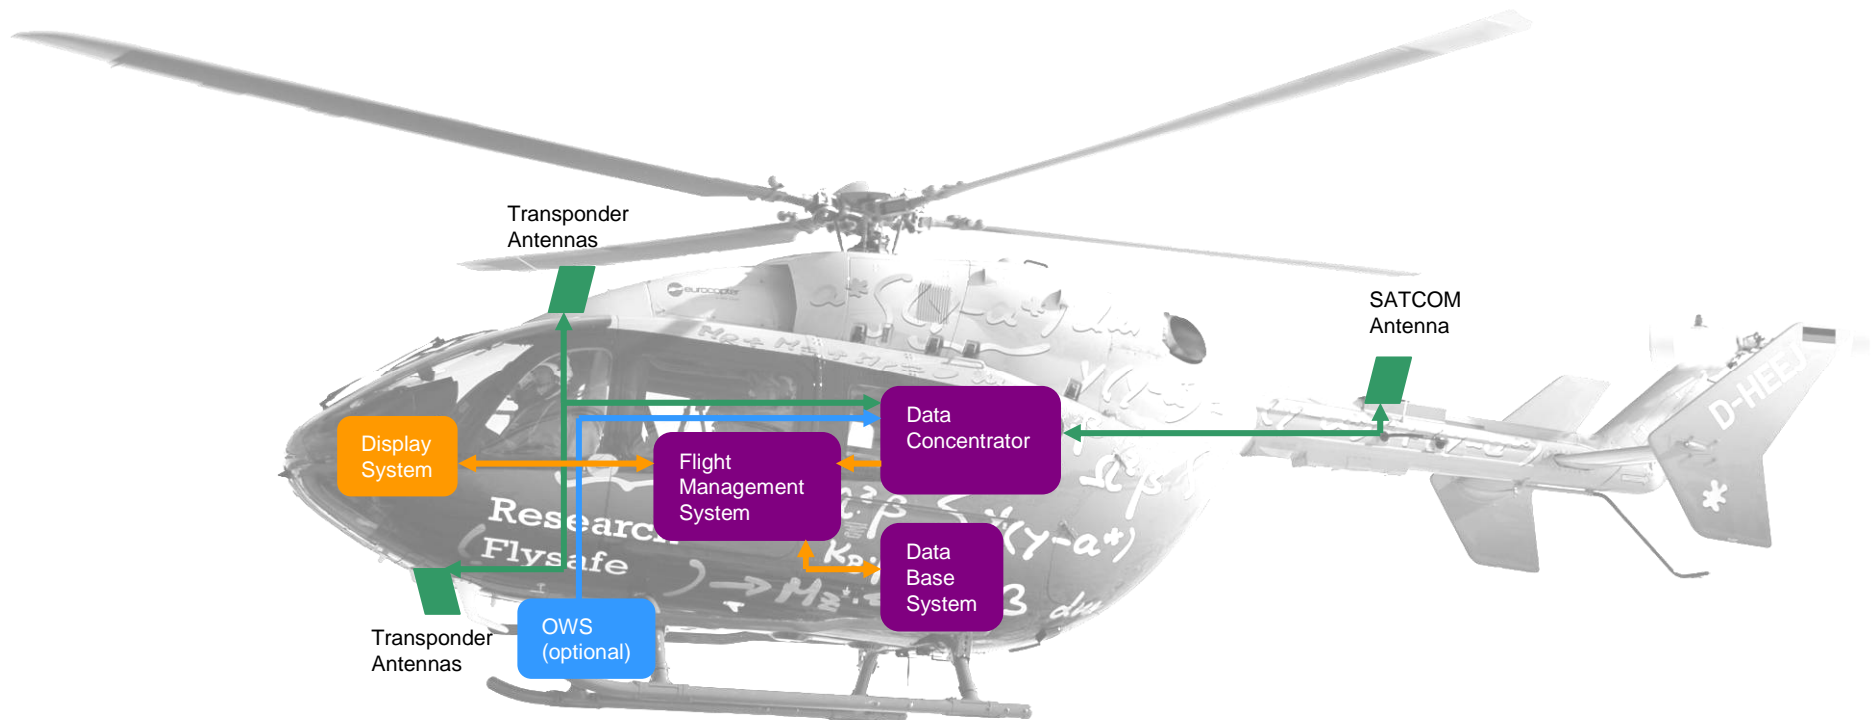 Transponder
Antennas
eurocopter
SATCOM
Antenna
D-HEEJ
Data
Concentrator
Display
System
Flight
Management
System
Research
Flysafe
Data
Base
System
OWS
(optional)
Transponder
Antennas